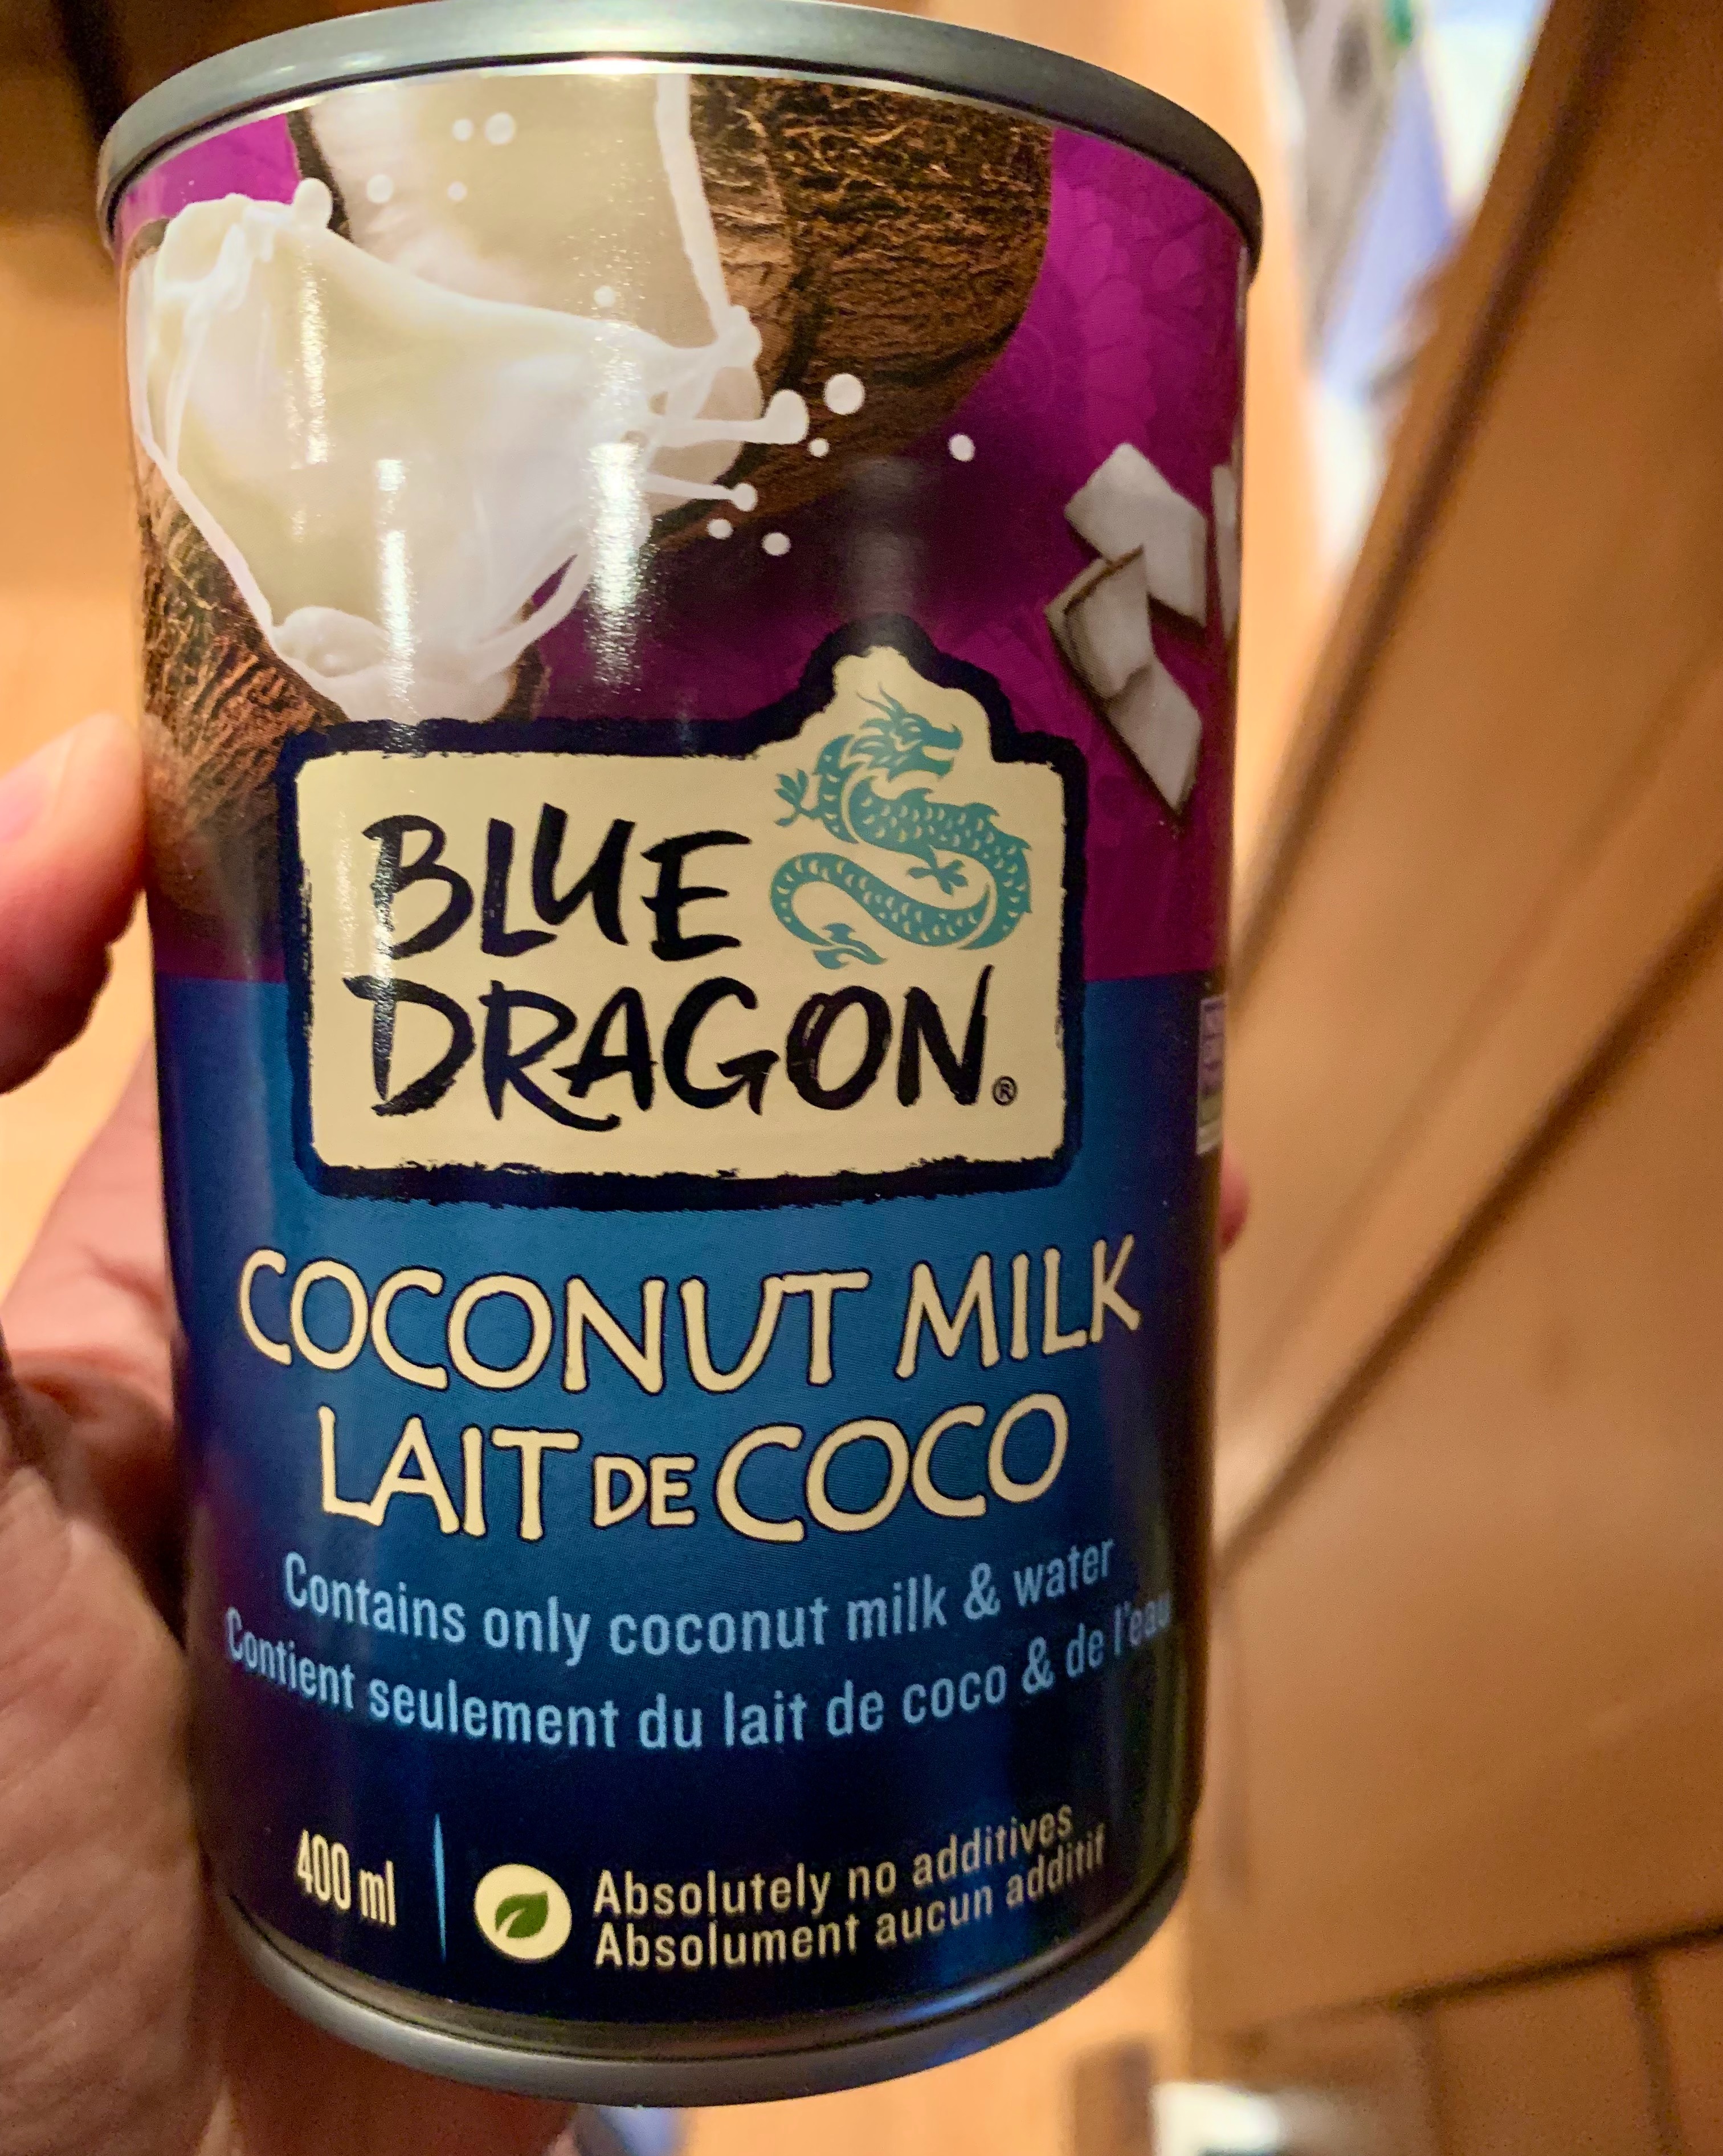 BLUE
DRAGON®
COCONUT MILK
LAIT DE COCO
Contains only coconut milk & water
Contient seulement du lait de coco & de l'eau
400 ml
Absolutely no additives
Absolument aucun additif